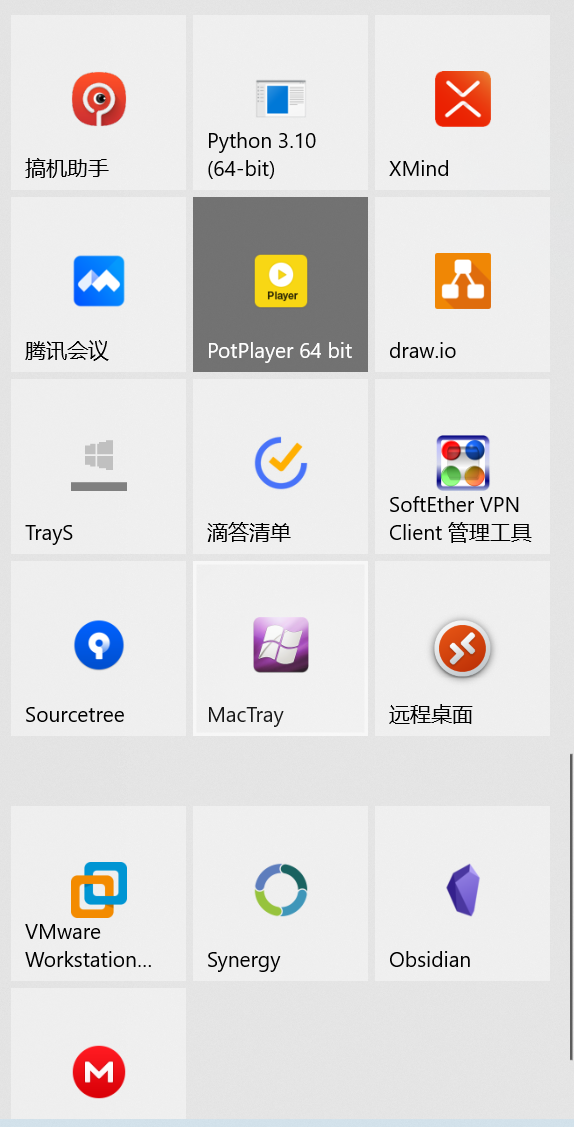 搞机助手
Python 3.10
(64-bit)
XMind
腾讯会议
Player
PotPlayer 64 bit
draw.io
TrayS
滴答清单
SoftEther VPN
Client 管理工具
Sourcetree
MacTray
远程桌面
VMware
Workstation...
Synergy
Obsidian
M